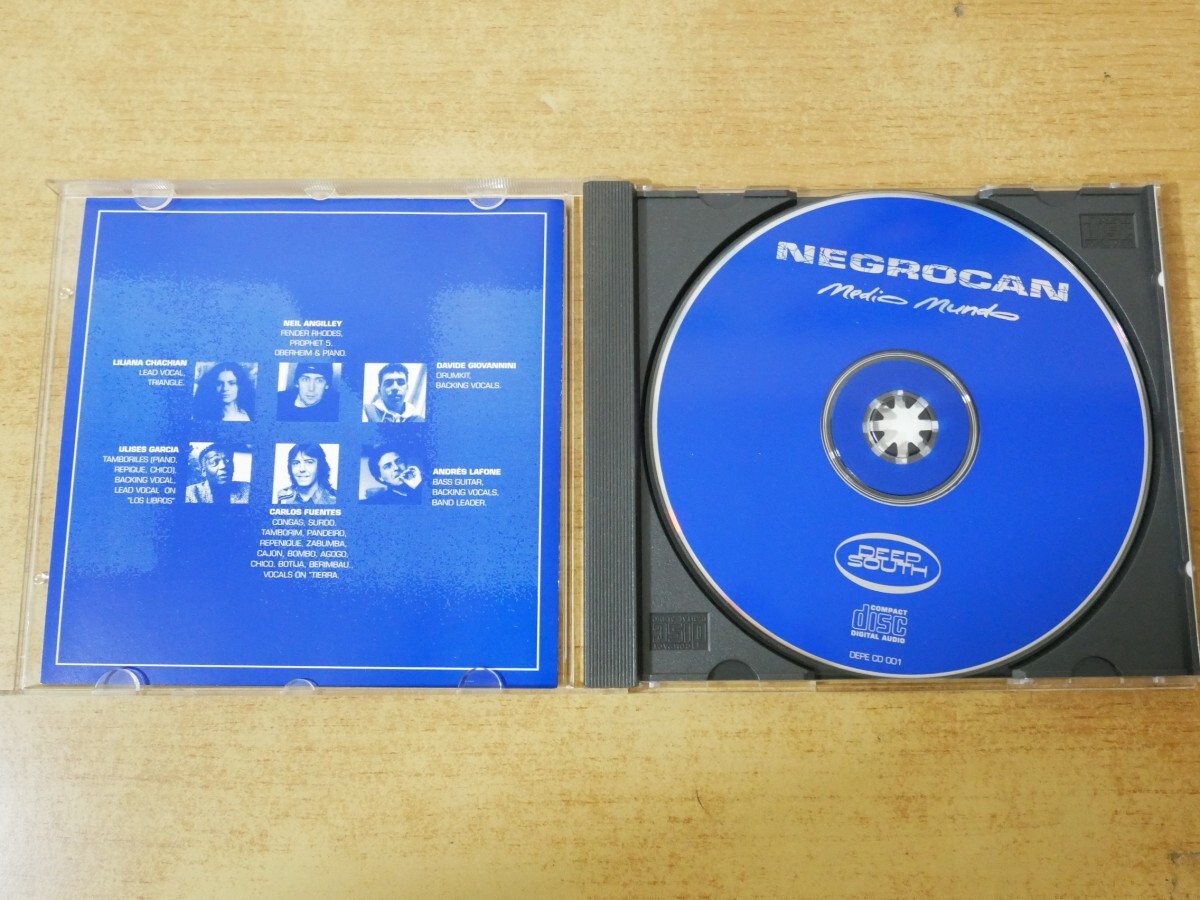 NEIL ANGILLEY
FENDER RHODES,
PROPHET 5,
OBERHEIM & PIANO.
LILIANA CHACHIAN
LEAD VOCAL,
TRIANGLE.
DAVIDE GIOVANNINI
DRUMKIT,
BACKING VOCALS.
ULISES GARCIA
TAMBORILES (PIANO,
REPIQUE, CHICO),
BACKING VOCAL,
LEAD VOCAL ON
"LOS LIBROS"
CARLOS FUENTES
CONGAS, SURDO,
TAMBORIM, PANDEIRO,
REPENIQUE, ZABUMBA,
CAJÓN, BOMBO, AGOGO,
CHICO, BOTIJA, BERIMBAU.,
VOCALS ON "TIERRA.
ANDRÉS LAFONE
BASS GUITAR,
BACKING VOCALS,
BAND LEADER.
NEGROCAN
Medio Mundo
DEEP
SOUTH
COMPACT
disc
DIGITAL AUDIO
DEPE CD 001